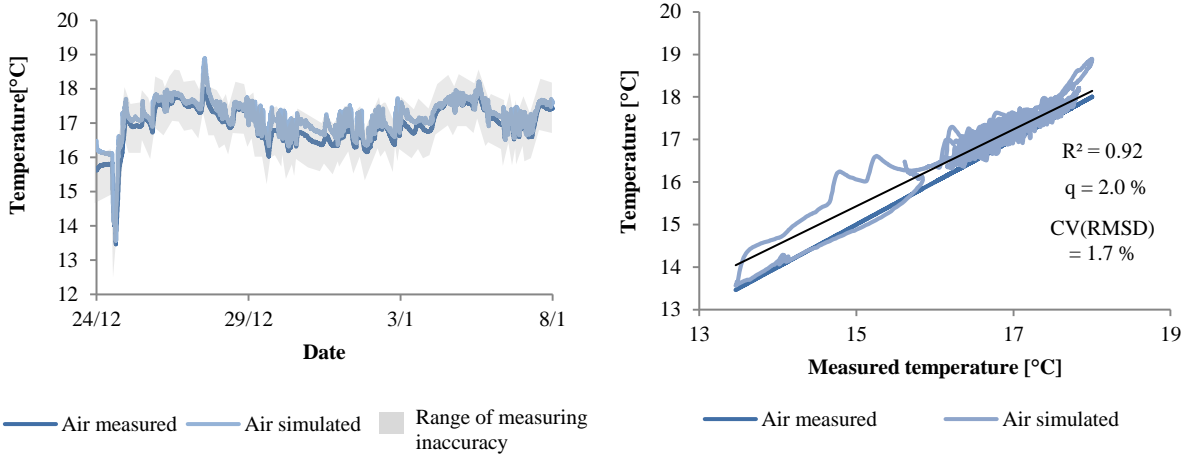 20
19
18
17
16
15
14
13
12
Temperature[°C]
24/12
29/12
3/1
8/1
Date
Air measured
Air simulated
Range of measuring
inaccuracy
20
19
18
17
16
15
14
13
Temperature [°C]
R² = 0.92
q = 2.0 %
CV(RMSD)
= 1.7 %
13
15
17
19
Measured temperature [°C]
Air measured
Air simulated